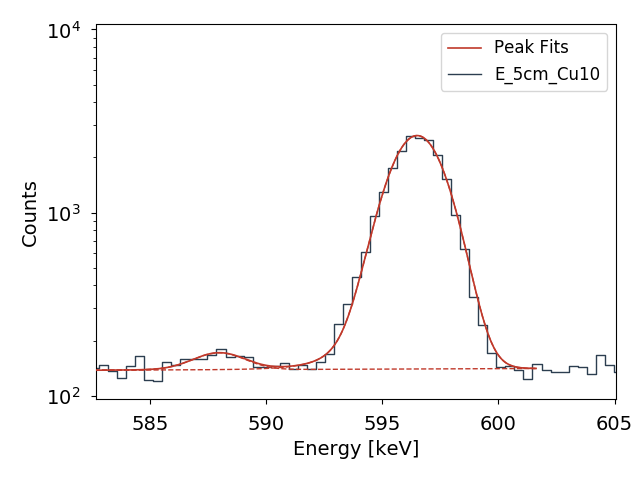 10^4
10^3
10^2
Counts
Peak Fits
E_5cm_Cu10
585 590 595 600 605
Energy [keV]